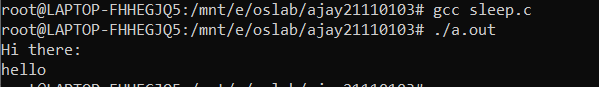 root@LAPTOP-FHHEGJQ5:/mnt/e/oslab/ajay21110103# gcc sleep.c
root@LAPTOP-FHHEGJQ5:/mnt/e/oslab/ajay21110103# ./a.out
Hi there:
hello